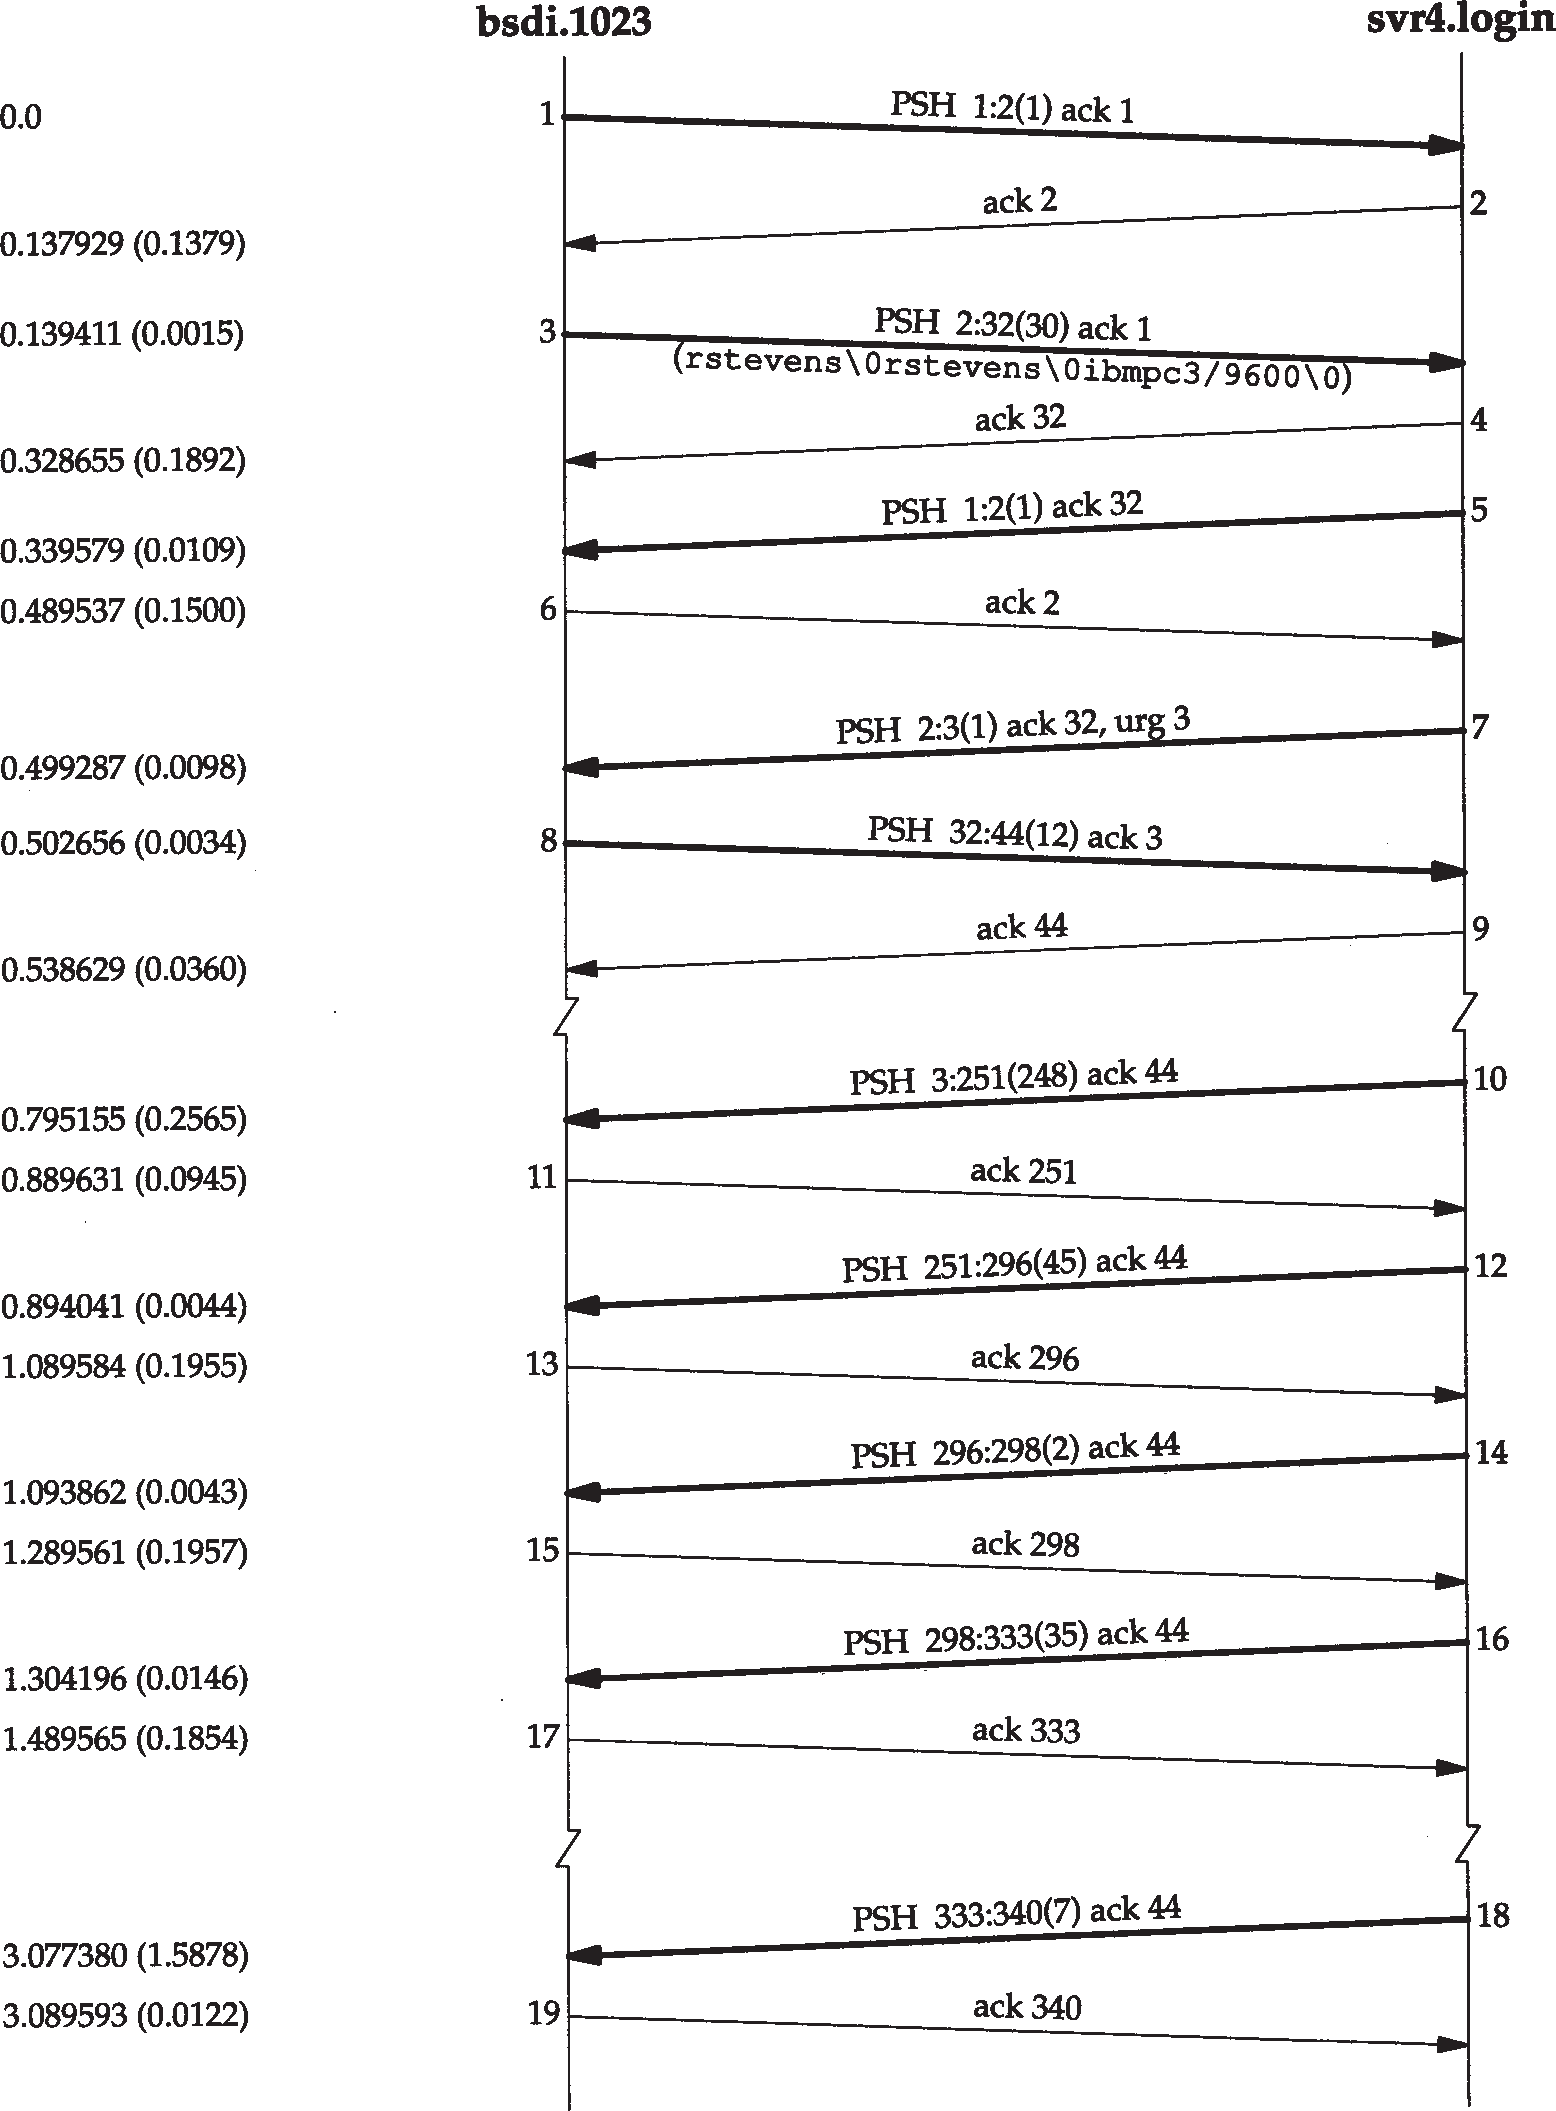 bsdi.1023 svr4.login
0.0 1 PSH 1:2(1) ack 1
ack 2 2
0.137929 (0.1379)
0.139411 (0.0015) 3 PSH 2:32(30) ack 1
(rstevens\0rstevens\0ibmpc3/9600\0)
ack 32 4
0.328655 (0.1892)
PSH 1:2(1) ack 32 5
0.339579 (0.0109)
0.489537 (0.1500) 6 ack 2
PSH 2:3(1) ack 32, urg 3 7
0.499287 (0.0098)
0.502656 (0.0034) 8 PSH 32:44(12) ack 3
ack 44 9
0.538629 (0.0360)
PSH 3:251(248) ack 44 10
0.795155 (0.2565)
0.889631 (0.0945) 11 ack 251
PSH 251:296(45) ack 44 12
0.894041 (0.0044)
1.089584 (0.1955) 13 ack 296
PSH 296:298(2) ack 44 14
1.093862 (0.0043)
1.289561 (0.1957) 15 ack 298
PSH 298:333(35) ack 44 16
1.304196 (0.0146)
1.489565 (0.1854) 17 ack 333
PSH 333:340(7) ack 44 18
3.077380 (1.5878)
3.089593 (0.0122) 19 ack 340